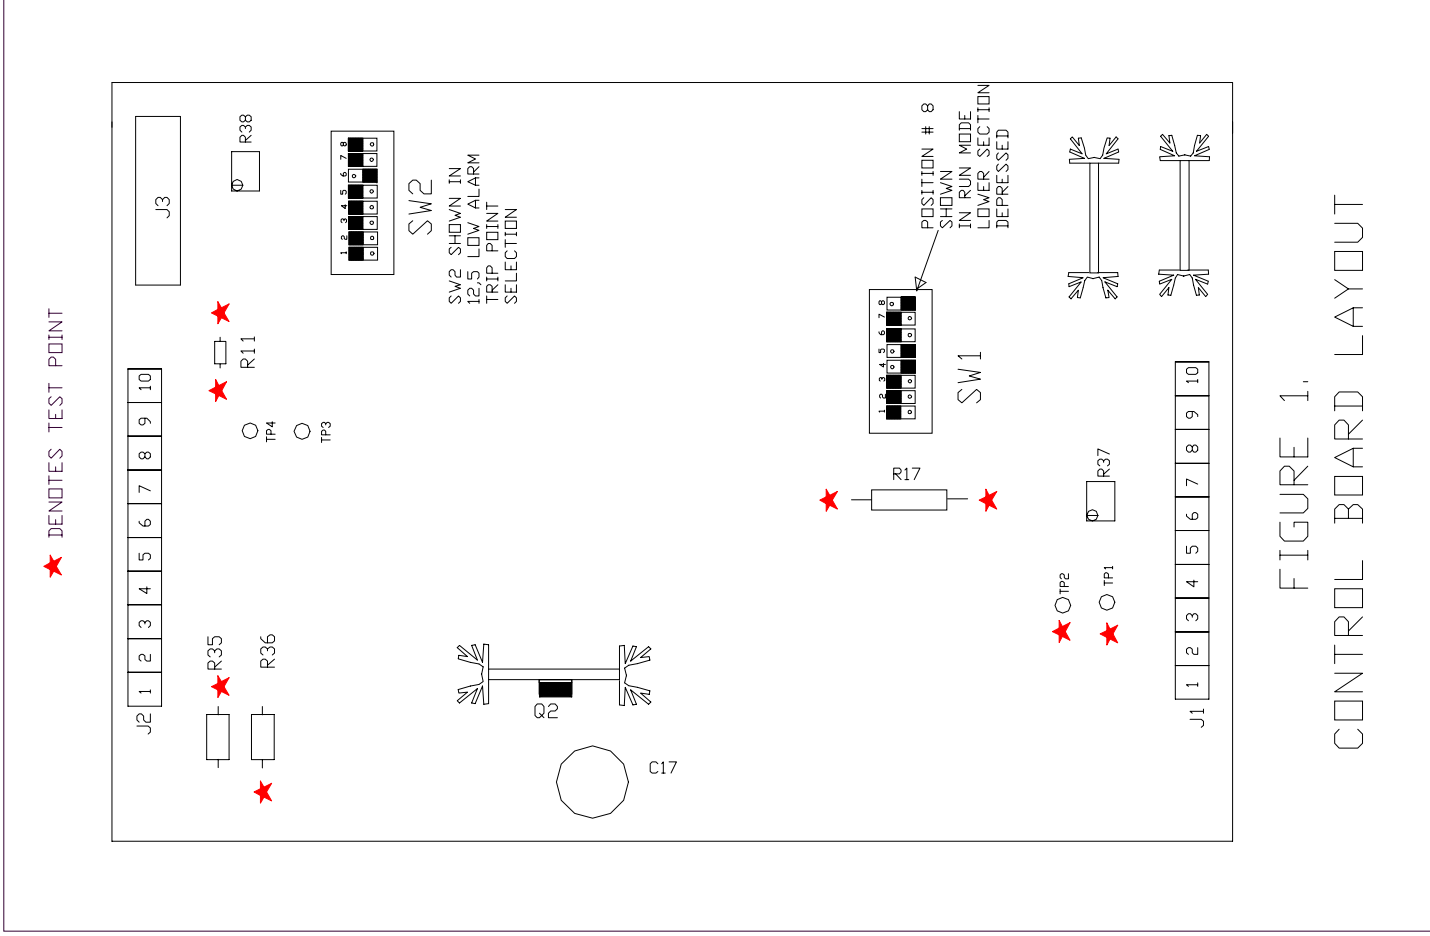 DENOTES TEST POINT
J3
R38
8
7
6
5
4
3
2
1
SW2
SW2 SHOWN IN
12,5 LOW ALARM
TRIP POINT
SELECTION
R11
TP4
TP3
10
9
8
7
6
5
4
3
2
1
J2
R35
R36
Q2
C17
POSITION # 8
SHOWN
IN RUN MODE
LOWER SECTION
DEPRESSED
8
7
6
5
4
3
2
1
SW1
R17
R37
TP2
TP1
10
9
8
7
6
5
4
3
2
1
J1
FIGURE 1.
CONTROL BOARD LAYOUT